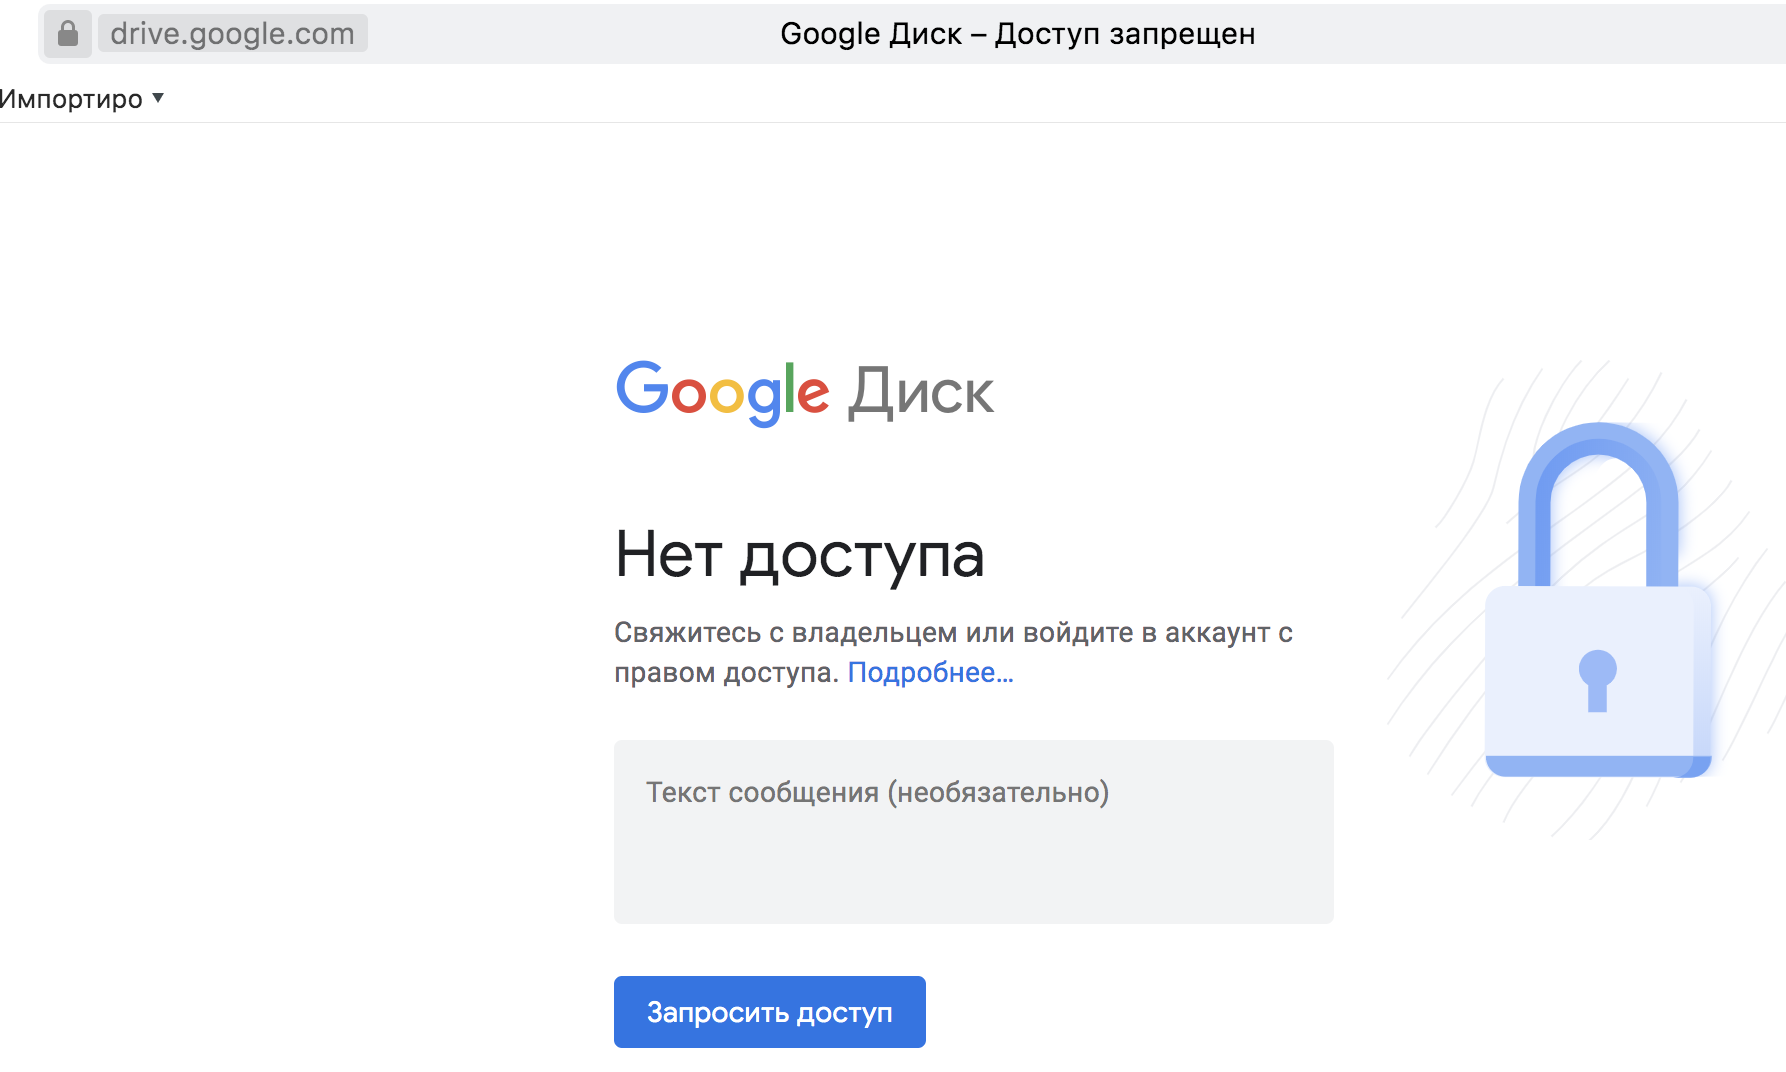 drive.google.com
Google Диск – Доступ запрещен
Импортиро
Google Диск
Нет доступа
Свяжитесь с владельцем или войдите в аккаунт с
правом доступа. Подробнее…
Текст сообщения (необязательно)
Запросить доступ